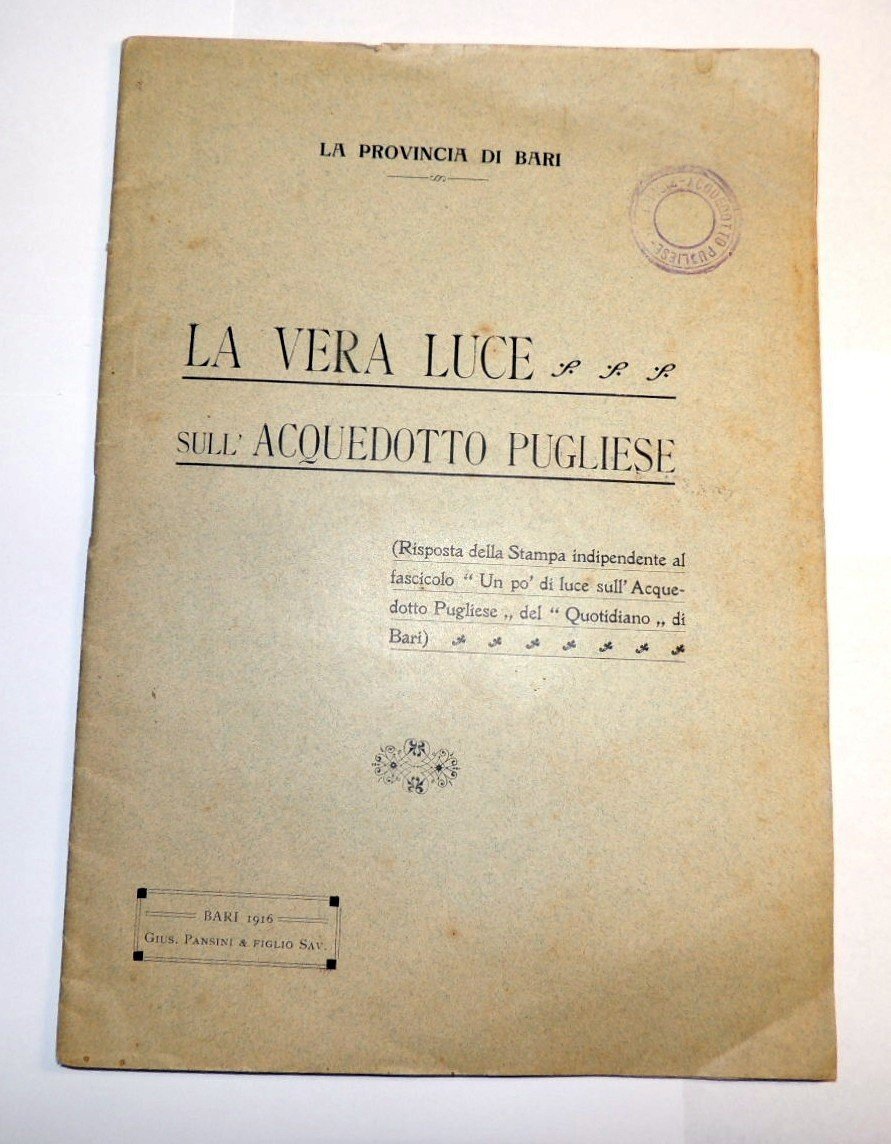 LA PROVINCIA DI BARI
ACQUEDOTTO PUGLIESE
LA VERA LUCE
SULL' ACQUEDOTTO PUGLIESE
(Risposta della Stampa indipendente al
fascicolo “ Un po' di luce sull' Acque-
dotto Pugliese „ del “ Quotidiano „ di
Bari)
BARI 1916
GIUS. PANSINI & FIGLIO SAV.